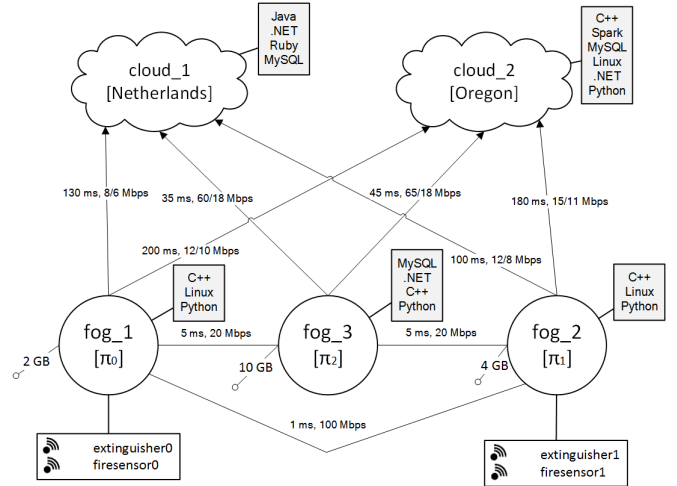 Java
.NET
Ruby
MySQL
cloud_1
[Netherlands]
C++
Spark
MySQL
Linux
.NET
Python
cloud_2
[Oregon]
130 ms, 8/6 Mbps
35 ms, 60/18 Mbps
45 ms, 65/18 Mbps
180 ms, 15/11 Mbps
200 ms, 12/10 Mbps
100 ms, 12/8 Mbps
C++
Linux
Python
MySQL
.NET
C++
Python
C++
Linux
Python
fog_1
[π0]
5 ms, 20 Mbps
fog_3
[π2]
5 ms, 20 Mbps
fog_2
[π1]
2 GB
10 GB
4 GB
1 ms, 100 Mbps
extinguisher0
firesensor0
extinguisher1
firesensor1